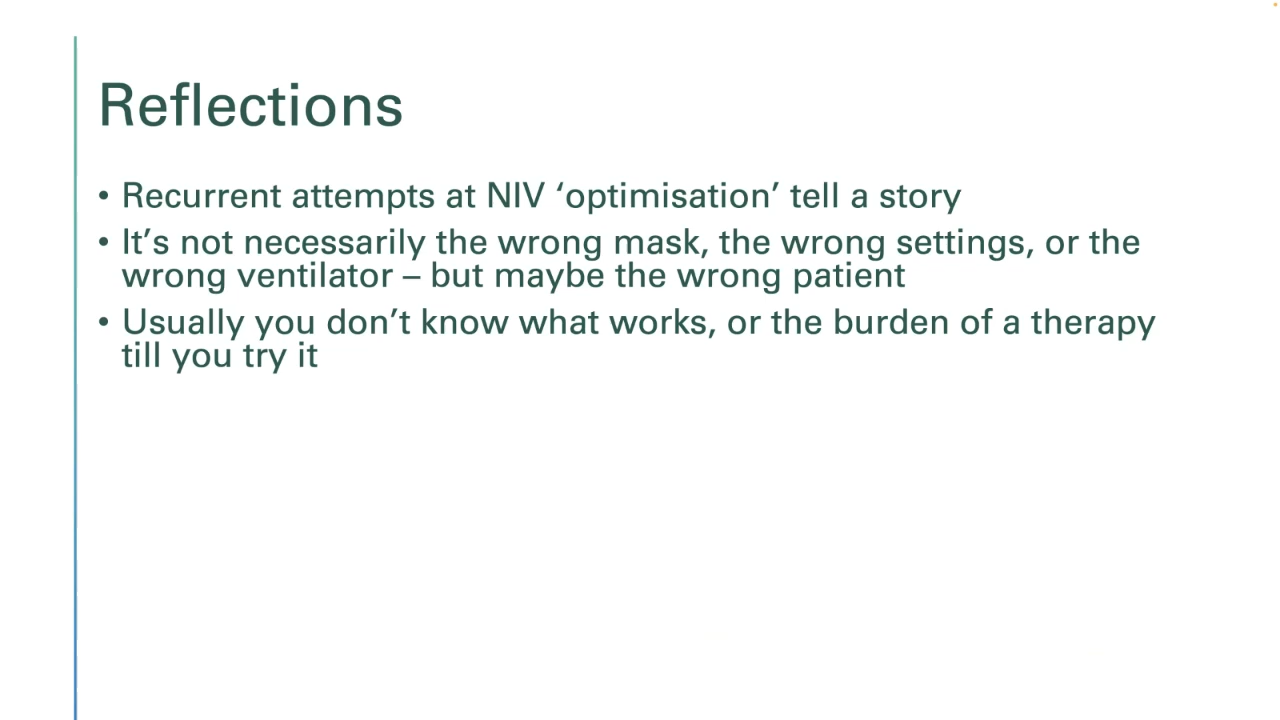 Reflections
• Recurrent attempts at NIV ‘optimisation’ tell a story
• It’s not necessarily the wrong mask, the wrong settings, or the
wrong ventilator – but maybe the wrong patient
• Usually you don’t know what works, or the burden of a therapy
till you try it